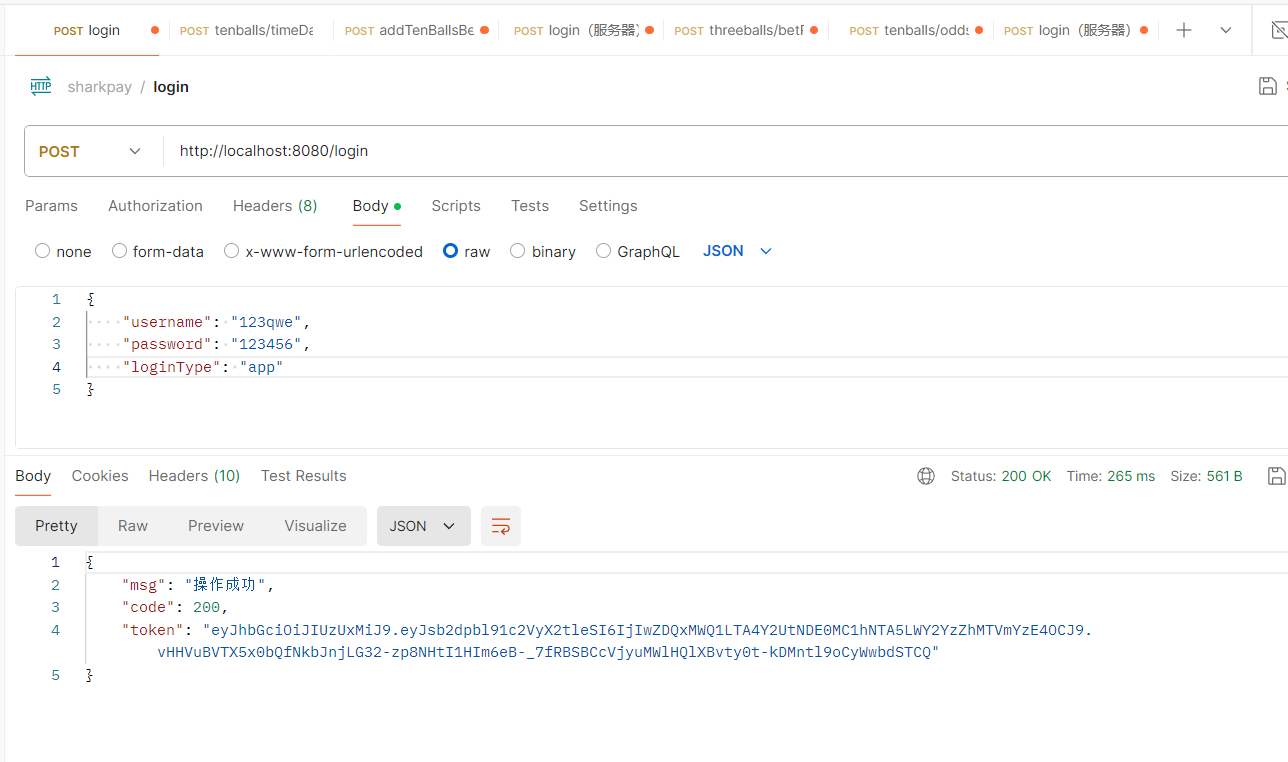 POST login POST tenballs/timeDa POST addTenBallsBe POST login（服务器） POST threeballs/betF POST tenballs/odds POST login（服务器）
HTTP sharkpay / login
POST http://localhost:8080/login
Params Authorization Headers (8) Body Scripts Tests Settings
none form-data x-www-form-urlencoded raw binary GraphQL JSON
1 {
2 "username": "123qwe",
3 "password": "123456",
4 "loginType": "app"
5 }
Body Cookies Headers (10) Test Results Status: 200 OK Time: 265 ms Size: 561 B
Pretty Raw Preview Visualize JSON
1 {
2 "msg": "操作成功",
3 "code": 200,
4 "token": "eyJhbGciOiJIUzUxMiJ9.eyJsb2dpbl91c2VyX2tleSI6IjIwZDQxMWQ1LTA4Y2UtNDE0MC1hNTA5LWY2YzZhMTVmYzE4OCJ9.
vHHVuBVTX5x0bQfNkbJnjLG32-zp8NHtI1HIm6eB-_7fRBSBCcVjyuMWlHQlXBvty0t-kDMntl9oCyWwbdSTCQ"
5 }